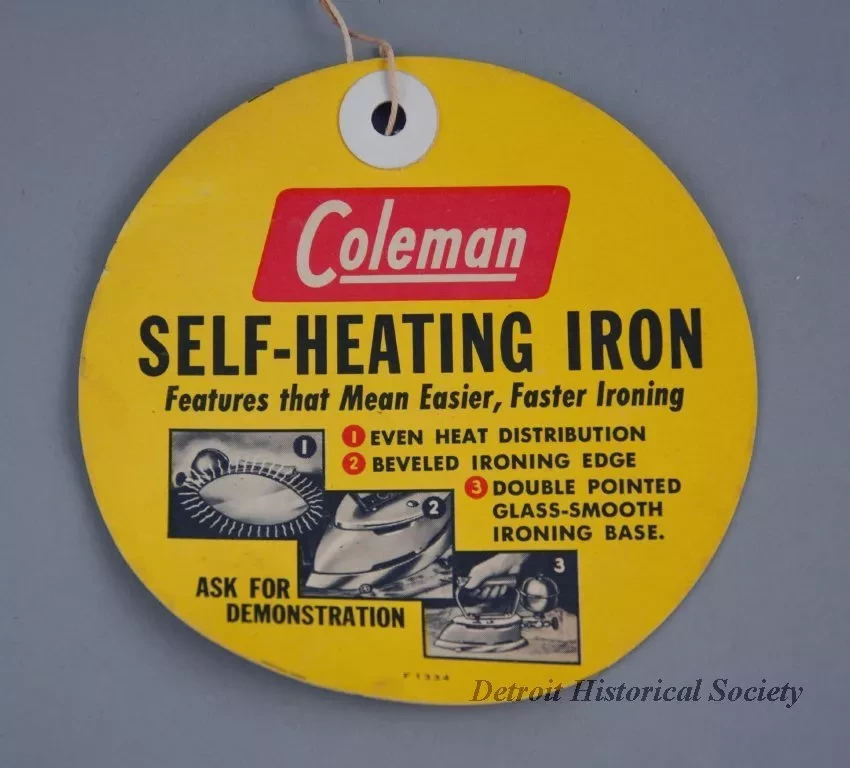 Coleman
SELF-HEATING IRON
Features that Mean Easier, Faster Ironing
1 EVEN HEAT DISTRIBUTION
2 BEVELED IRONING EDGE
3 DOUBLE POINTED
GLASS-SMOOTH
IRONING BASE.
1
2
3
ASK FOR
DEMONSTRATION
F1334
Detroit Historical Society